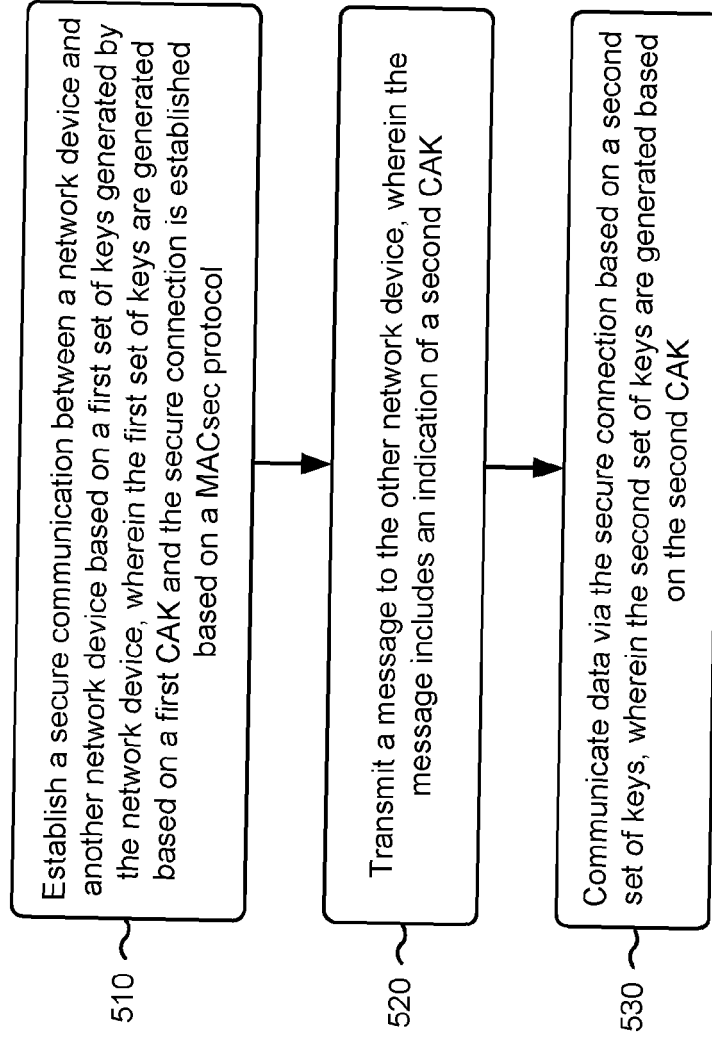 510
Establish a secure communication between a network device and
another network device based on a first set of keys generated by
the network device, wherein the first set of keys are generated
based on a first CAK and the secure connection is established
based on a MACsec protocol
520
Transmit a message to the other network device, wherein the
message includes an indication of a second CAK
530
Communicate data via the secure connection based on a second
set of keys, wherein the second set of keys are generated based
on the second CAK